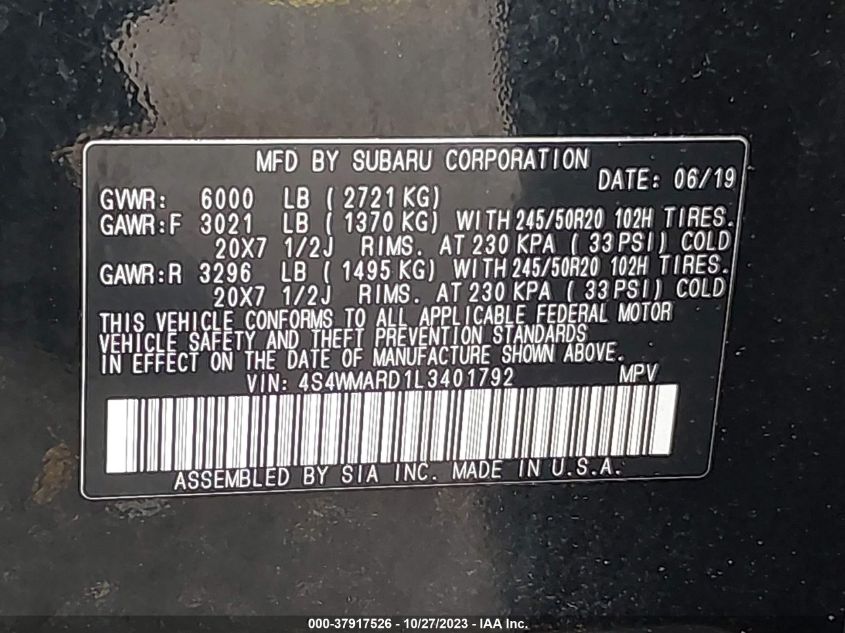 MFD BY SUBARU CORPORATION
DATE: 06/19
GVWR: 6000 LB ( 2721 KG)
GAWR:F 3021 LB ( 1370 KG) WITH 245/50R20 102H TIRES.
20X7 1/2J RIMS. AT 230 KPA ( 33 PSI) COLD
GAWR:R 3296 LB ( 1495 KG) WITH 245/50R20 102H TIRES.
20X7 1/2J RIMS. AT 230 KPA ( 33 PSI) COLD
THIS VEHICLE CONFORMS TO ALL APPLICABLE FEDERAL MOTOR
VEHICLE SAFETY AND THEFT PREVENTION STANDARDS
IN EFFECT ON THE DATE OF MANUFACTURE SHOWN ABOVE.
VIN: 4S4WMARD1L3401792 MPV
ASSEMBLED BY SIA INC. MADE IN U.S.A.
000-37917526 - 10/27/2023 - IAA Inc.